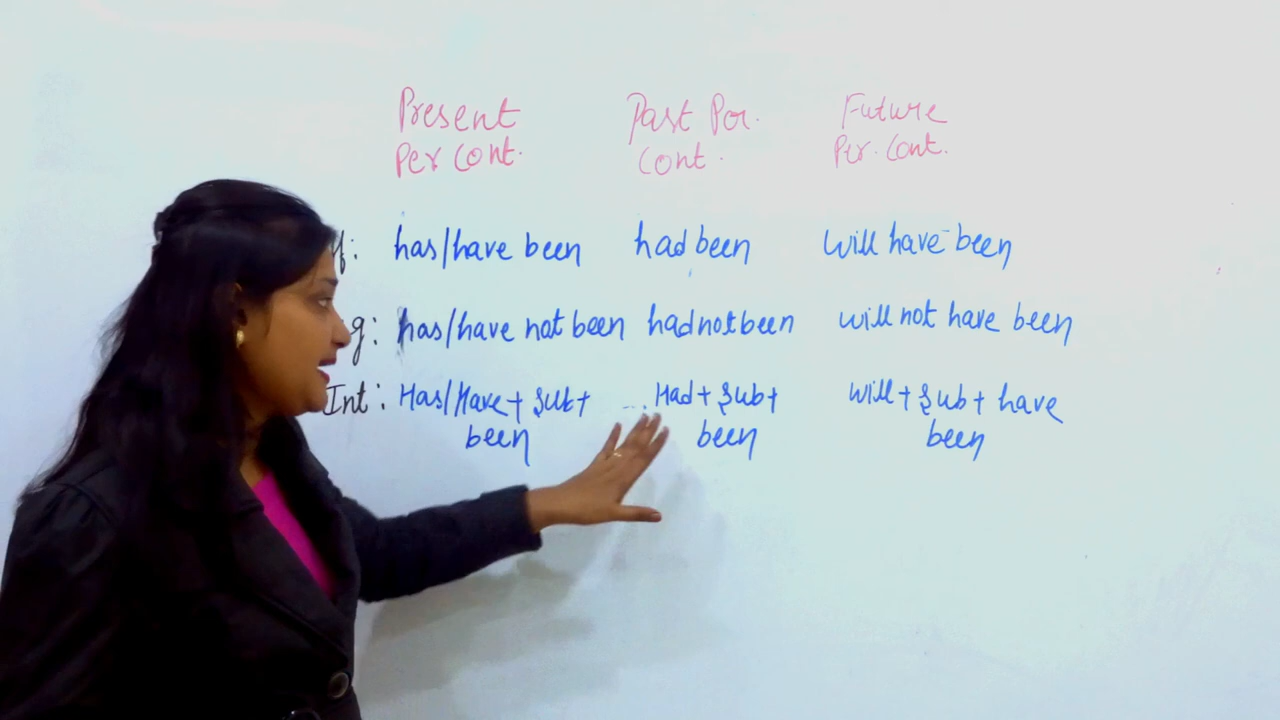 Present Past Per. Future
Per Cont. Cont. Per. Cont.
has/have been had been will have been
has/have not been had not been will not have been
Int: Has/Have + Sub + Had + Sub + Will + Sub + have
been been been